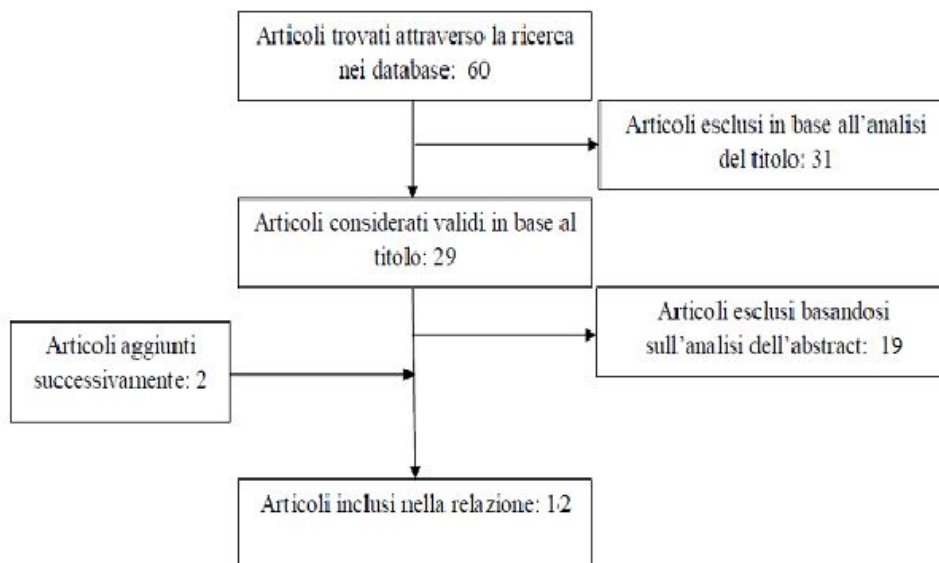 Articoli trovati attraverso la ricerca
nei database: 60
Articoli esclusi in base all'analisi
del titolo: 31
Articoli considerati validi in base al
titolo: 29
Articoli esclusi basandosi
sull'analisi dell'abstract: 19
Articoli aggiunti
successivamente: 2
Articoli inclusi nella relazione: 12